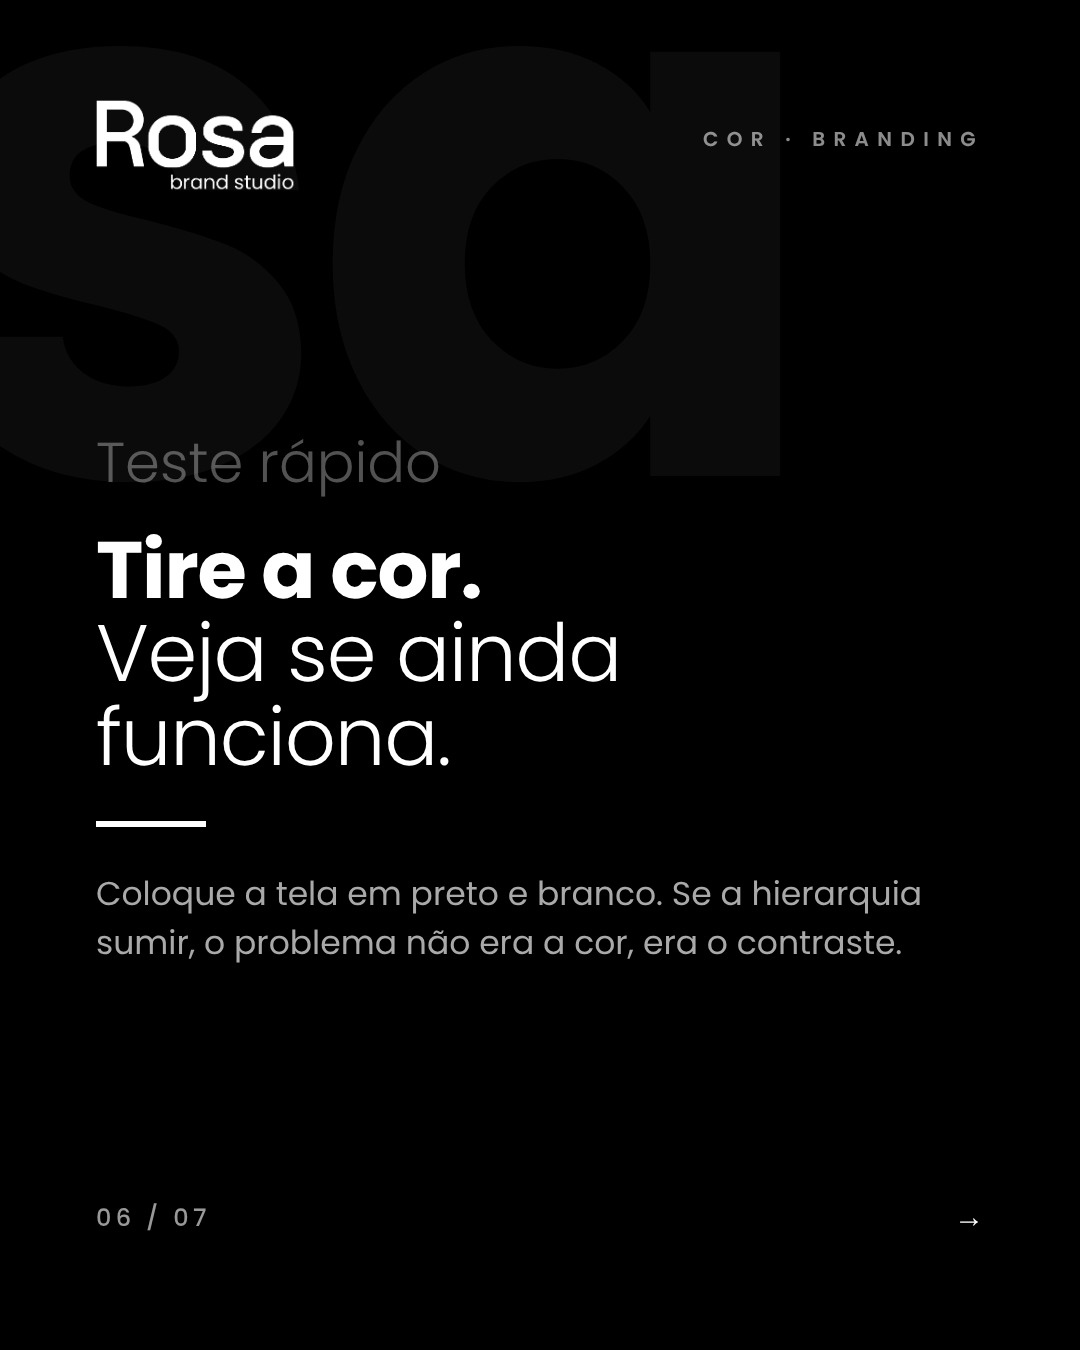 sa
Rosa
brand studio
COR · BRANDING
Teste rápido
Tire a cor.
Veja se ainda
funciona.
Coloque a tela em preto e branco. Se a hierarquia
sumir, o problema não era a cor, era o contraste.
06 / 07
→